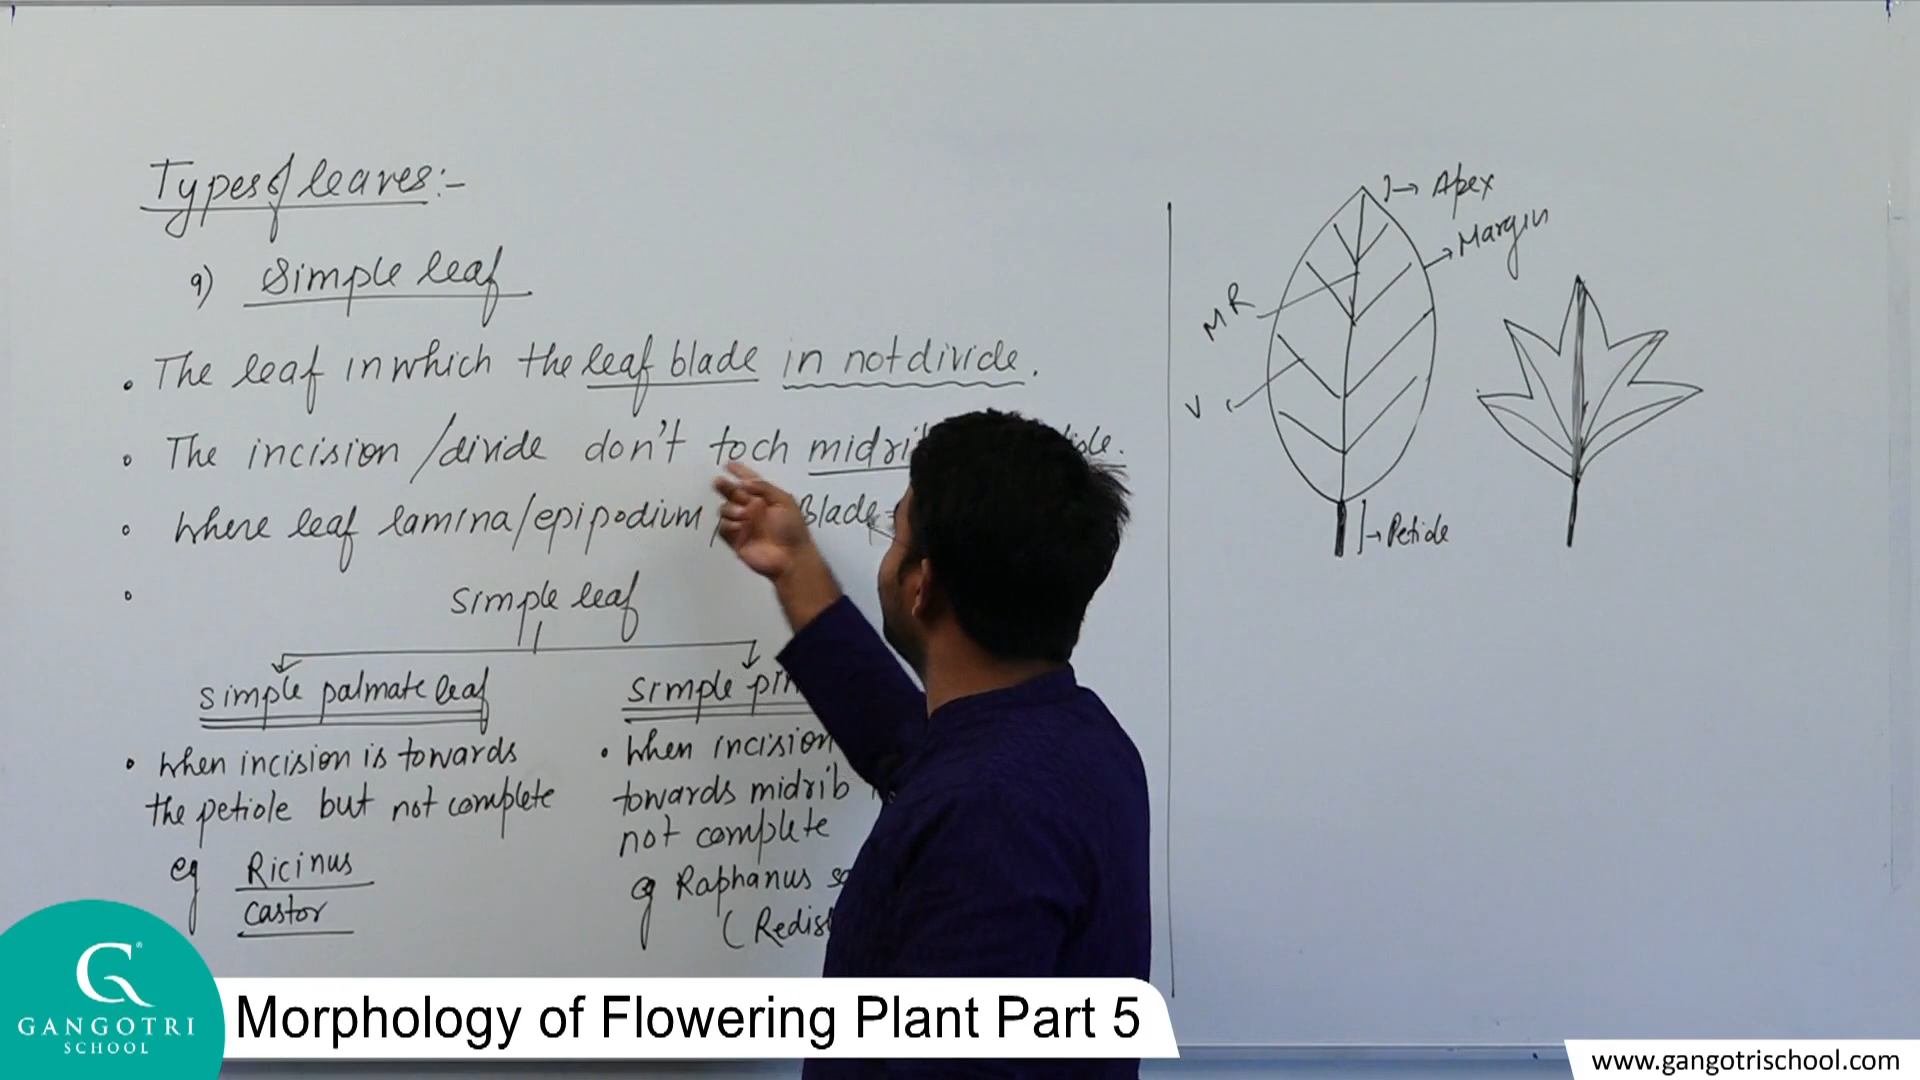 Types of leaves:-
a) Simple leaf
• The leaf in which the leaf blade in not divide.
• The incision /divide don't toch
• Where leaf lamina/epipodium/ Blade
• Simple leaf
simple palmate leaf
• When incision is towards
the petiole but not complete
eg Ricinus
Castor
simple
• When incision
towards midrib
not complete
eg Raphanus
Apex
Margin
MR
V
Petiole
GANGOTRI
SCHOOL
Morphology of Flowering Plant Part 5
www.gangotrischool.com